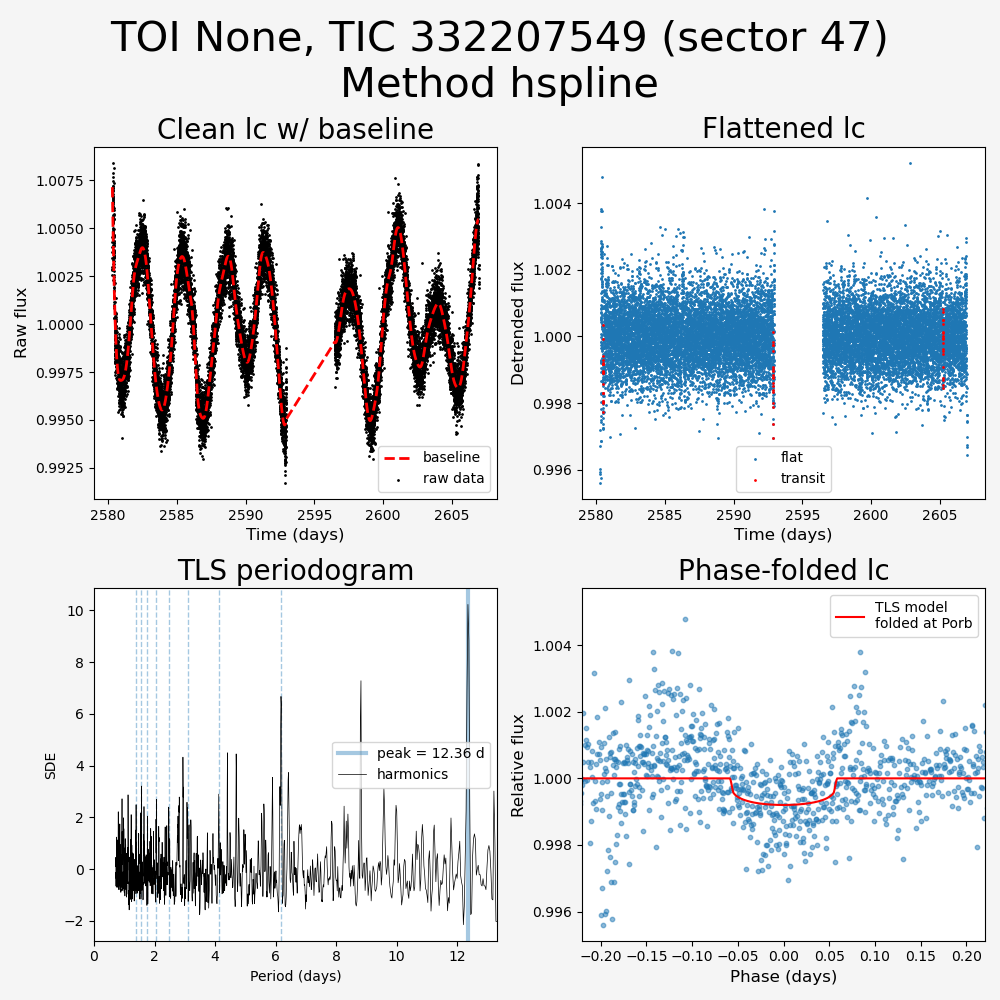 TOI None, TIC 332207549 (sector 47)
Method hspline
Clean lc w/ baseline
Raw flux
1.0075
1.0050
1.0025
1.0000
0.9975
0.9950
0.9925
baseline
raw data
2580
2585
2590
2595
2600
2605
Time (days)
Flattened lc
Detrended flux
1.004
1.002
1.000
0.998
0.996
flat
transit
2580
2585
2590
2595
2600
2605
Time (days)
TLS periodogram
SDE
10
8
6
4
2
0
−2
peak = 12.36 d
harmonics
0
2
4
6
8
10
12
Period (days)
Phase-folded lc
Relative flux
1.004
1.002
1.000
0.998
0.996
TLS model
folded at Porb
−0.20
−0.15
−0.10
−0.05
0.00
0.05
0.10
0.15
0.20
Phase (days)